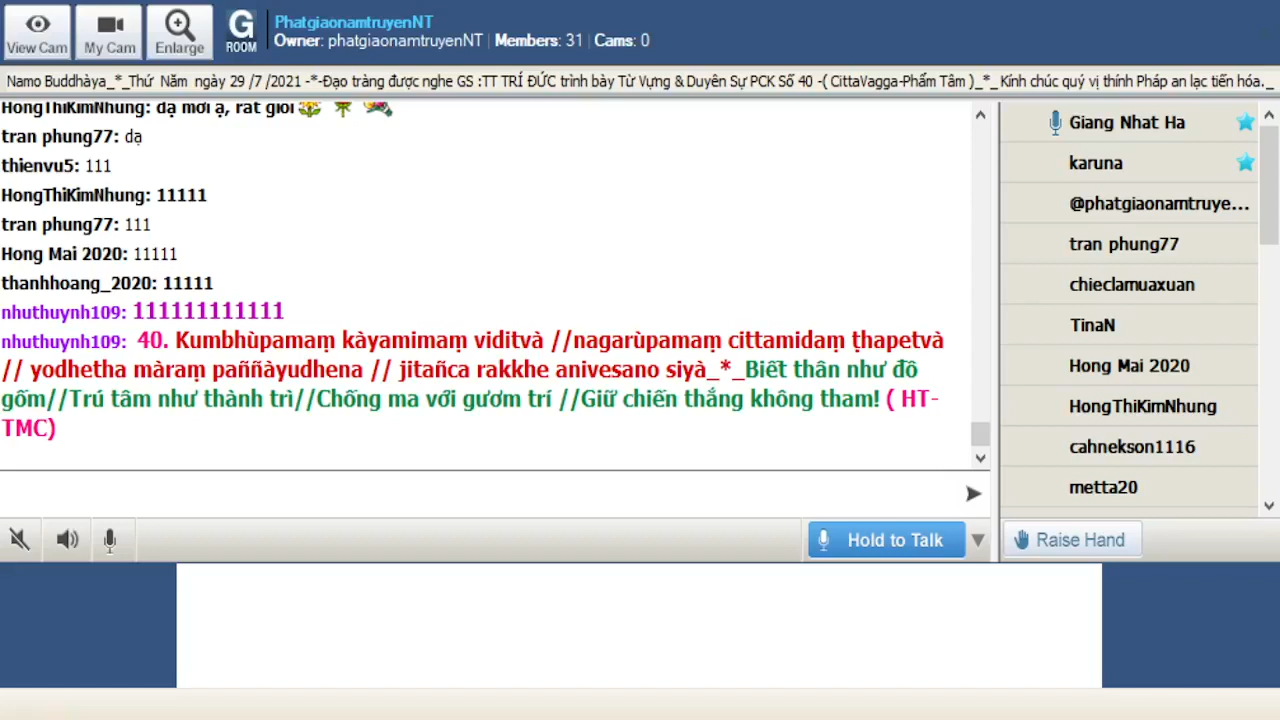 PhatgiaonamtruyenNT
View Cam My Cam Enlarge G ROOM Owner: phatgiaonamtruyenNT | Members: 31 | Cams: 0
Namo Buddhàya_*_Thứ Năm ngày 29 /7 /2021 -*-Đạo tràng được nghe GS :TT TRÍ ĐỨC trình bày Từ Vựng & Duyên Sự PCK Số 40 -( CittaVagga-Phẩm Tâm )_*_Kính chúc quý vị thính Pháp an lạc tiến hóa._
HongThiKimNhung: dạ mời ạ, rất giỏi
tran phung77: dạ
thienvu5: 111
HongThiKimNhung: 11111
tran phung77: 111
Hong Mai 2020: 11111
thanhhoang_2020: 11111
nhuthuynh109: 111111111111
nhuthuynh109: 40. Kumbhùpamaṃ kàyamimaṃ viditvà //nagarùpamaṃ cittamidaṃ ṭhapetvà
// yodhetha màraṃ paññàyudhena // jitañca rakkhe anivesano siyà_*_Biết thân như đồ
gốm//Trú tâm như thành trì//Chống ma với gươm trí //Giữ chiến thắng không tham! ( HT-
TMC)
Giang Nhat Ha
karuna
@phatgiaonamtruye...
tran phung77
chieclamuaxuan
TinaN
Hong Mai 2020
HongThiKimNhung
cahnekson1116
metta20
Hold to Talk
Raise Hand